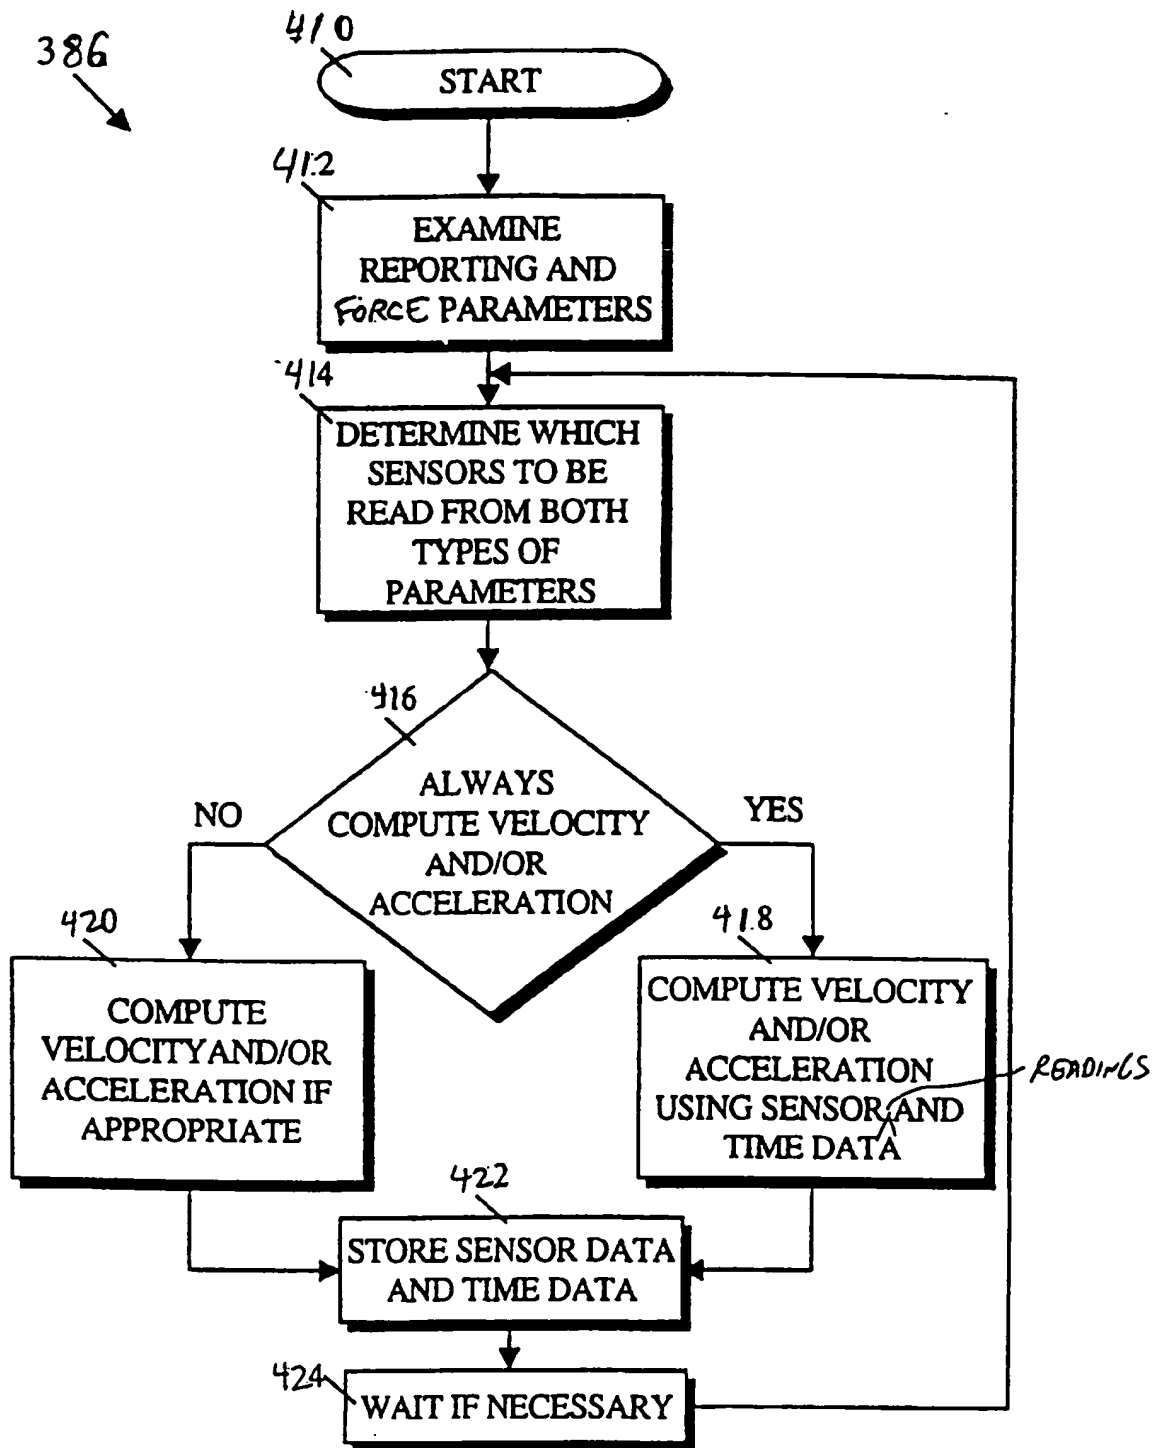 386
410
START
412
EXAMINE
REPORTING AND
FORCE PARAMETERS
414
DETERMINE WHICH
SENSORS TO BE
READ FROM BOTH
TYPES OF
PARAMETERS
416
ALWAYS
COMPUTE VELOCITY
AND/OR
ACCELERATION
NO
YES
420
COMPUTE
VELOCITY AND/OR
ACCELERATION IF
APPROPRIATE
418
COMPUTE VELOCITY
AND/OR
ACCELERATION
USING SENSOR AND
TIME DATA
READINGS
422
STORE SENSOR DATA
AND TIME DATA
424
WAIT IF NECESSARY